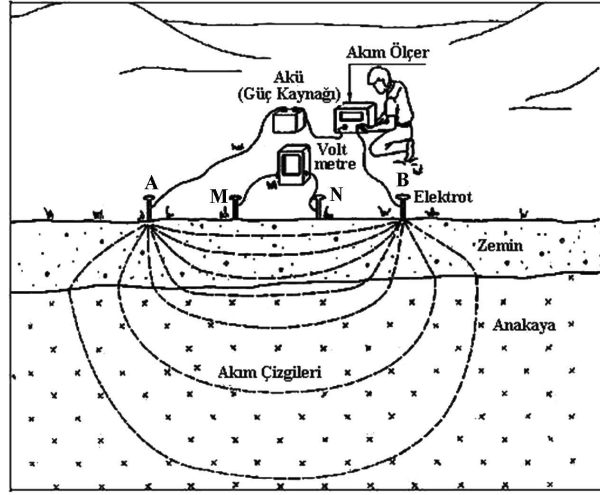 Akım Ölçer
Akü
(Güç Kaynağı)
Volt
metre
A
M
N
B
Elektrot
Zemin
Anakaya
Akım Çizgileri